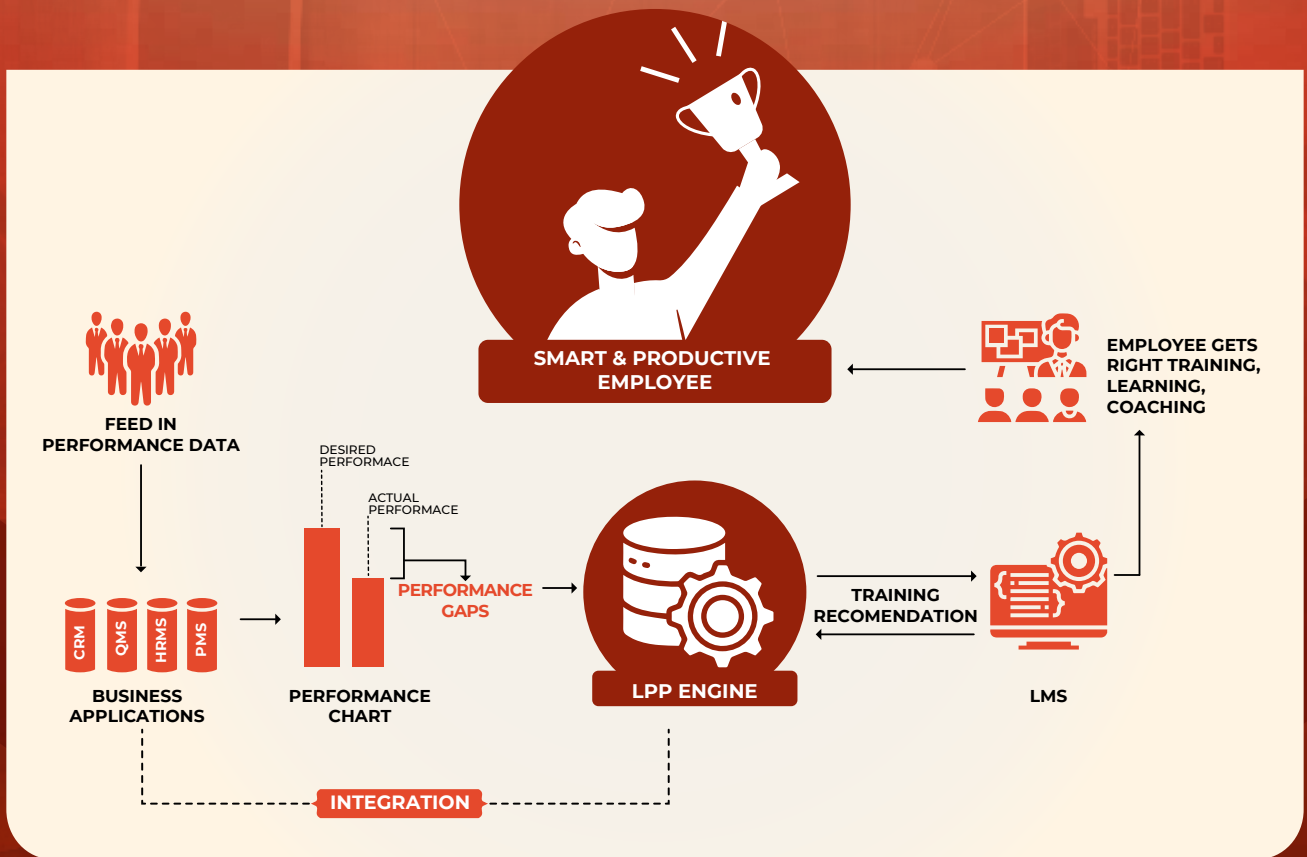 SMART & PRODUCTIVE
EMPLOYEE
EMPLOYEE GETS
RIGHT TRAINING,
LEARNING,
COACHING
FEED IN
PERFORMANCE DATA
DESIRED
PERFORMACE
ACTUAL
PERFORMACE
PERFORMANCE
GAPS
TRAINING
RECOMENDATION
CRM
QMS
HRMS
PMS
BUSINESS
APPLICATIONS
PERFORMANCE
CHART
LPP ENGINE
LMS
INTEGRATION